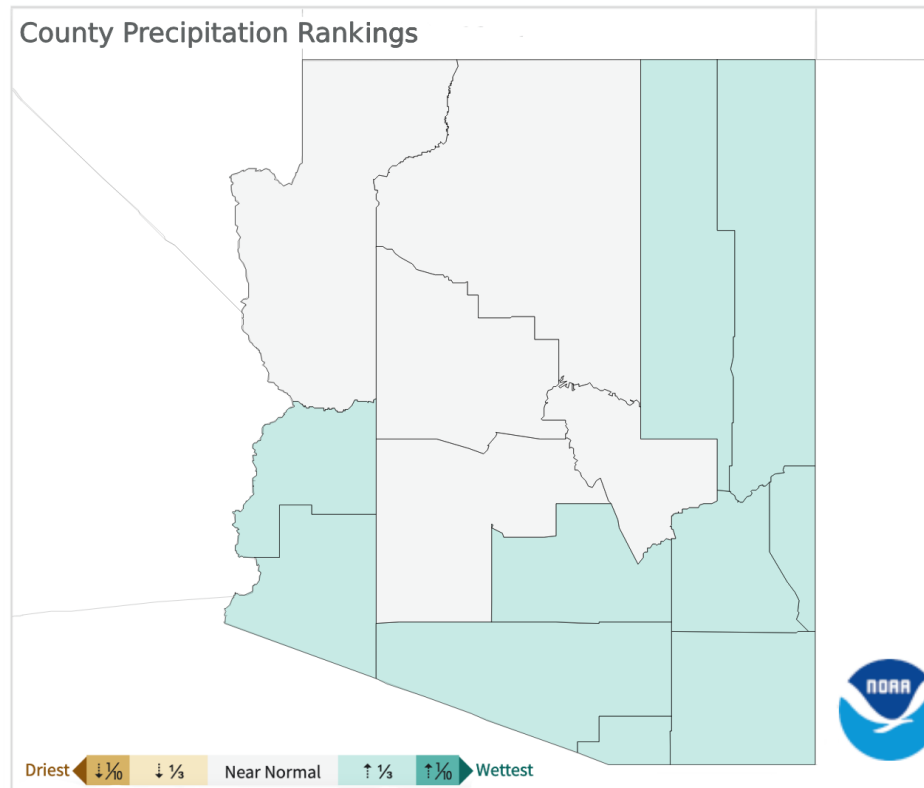 County Precipitation Rankings
NOAA
Driest ⇣⅒ ⇣⅓ Near Normal ⇡⅓ ⇡⅒ Wettest